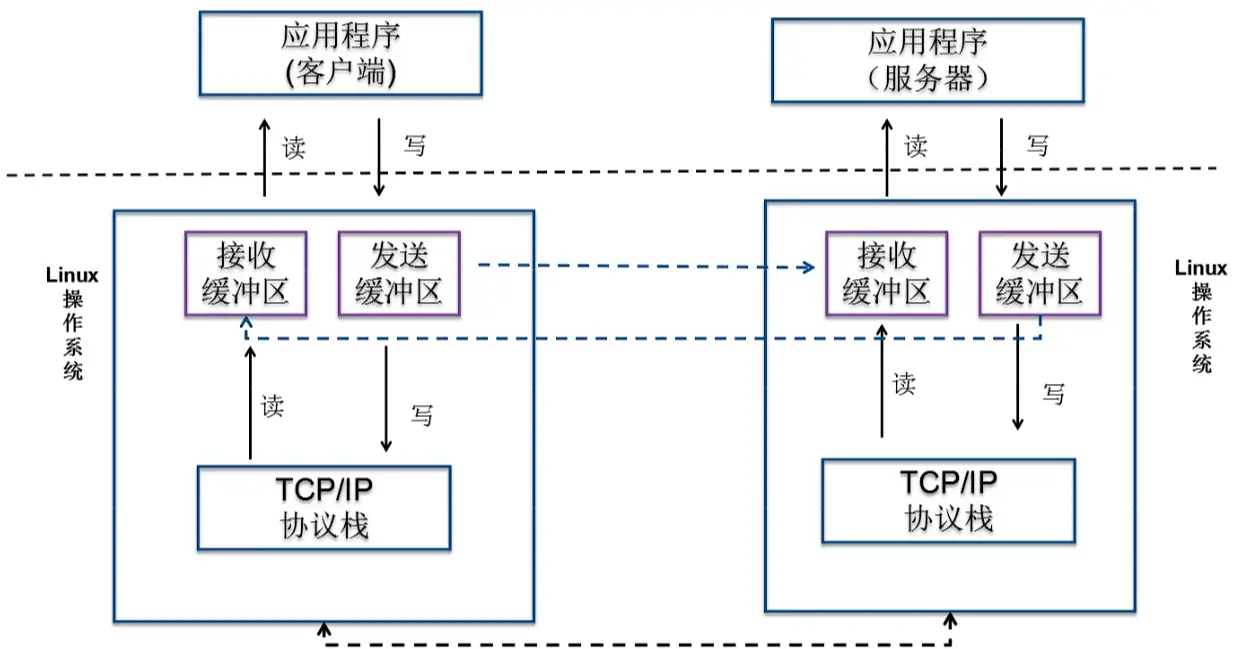 应用程序
(客户端)
应用程序
（服务器）
读
写
读
写
Linux
操
作
系
统
接收
缓冲区
发送
缓冲区
接收
缓冲区
发送
缓冲区
Linux
操
作
系
统
读
写
读
写
TCP/IP
协议栈
TCP/IP
协议栈